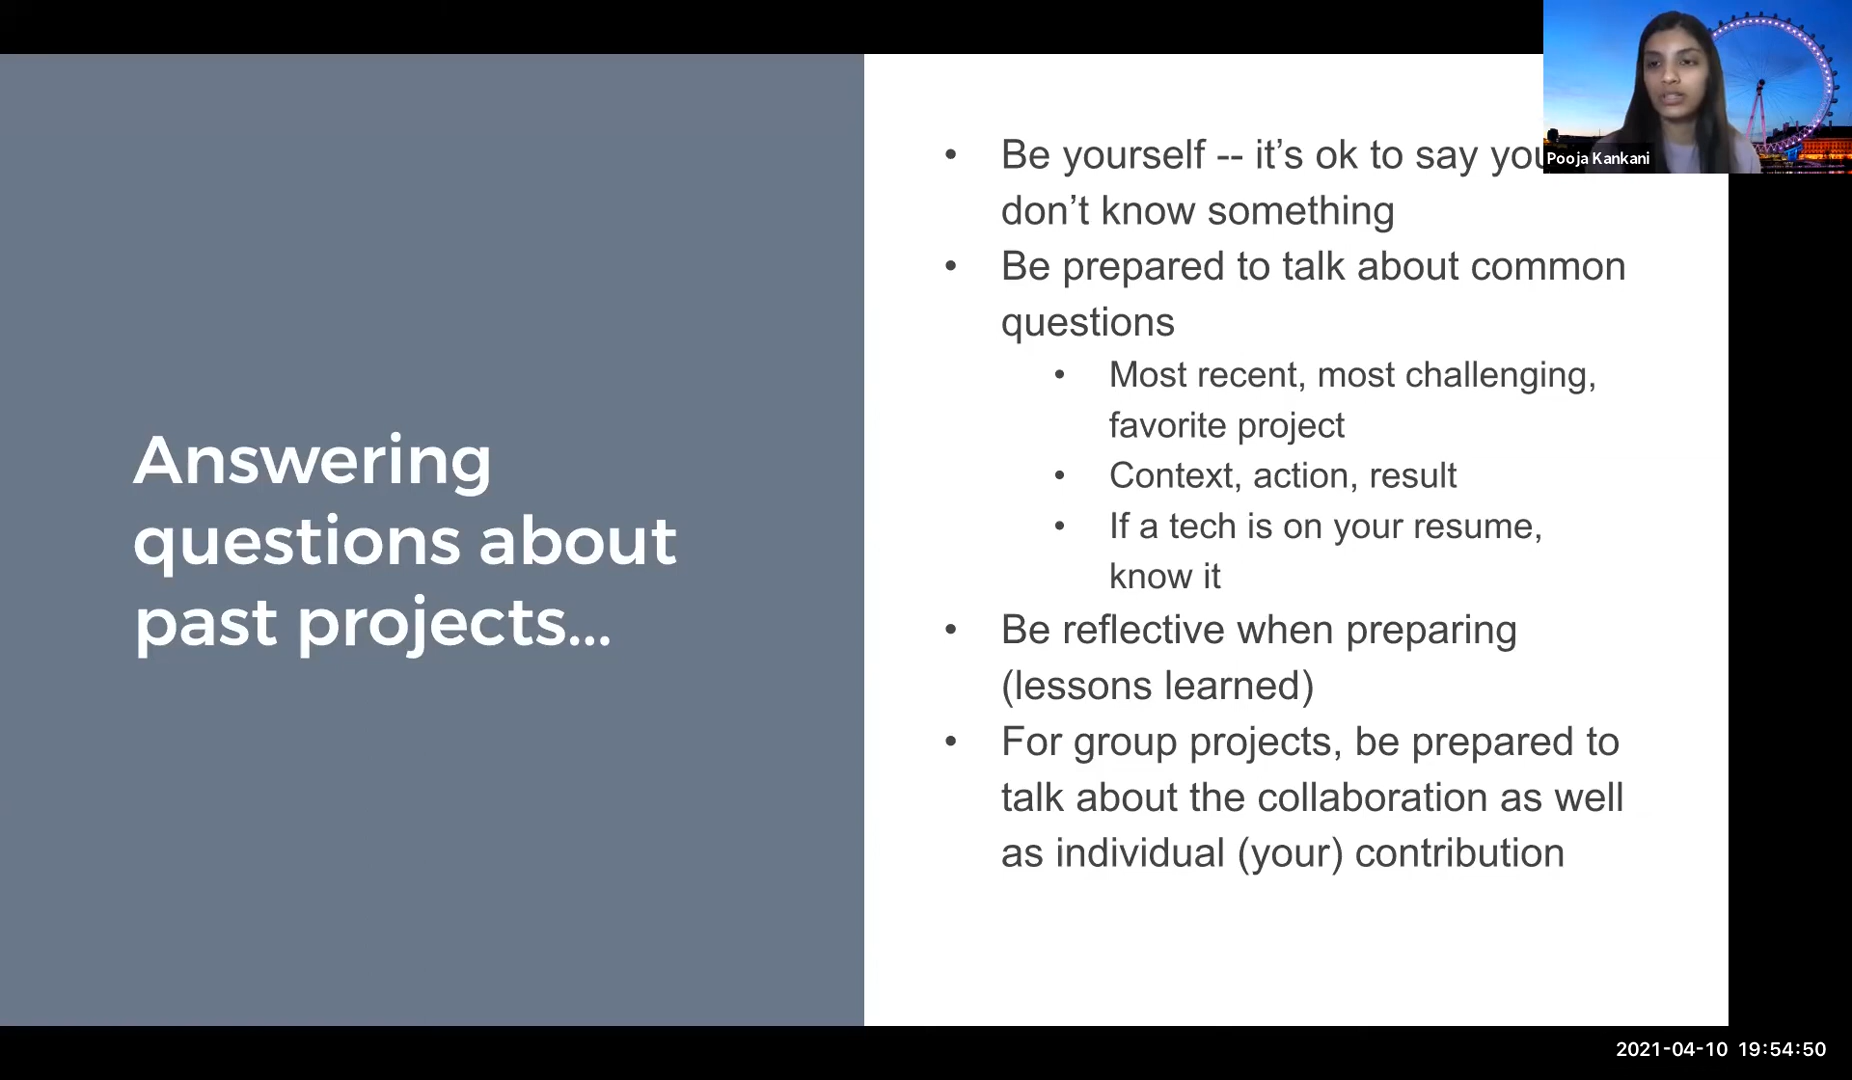 Pooja Kankani
Answering
questions about
past projects...
• Be yourself -- it’s ok to say you
don’t know something
• Be prepared to talk about common
questions
• Most recent, most challenging,
favorite project
• Context, action, result
• If a tech is on your resume,
know it
• Be reflective when preparing
(lessons learned)
• For group projects, be prepared to
talk about the collaboration as well
as individual (your) contribution
2021-04-10 19:54:50